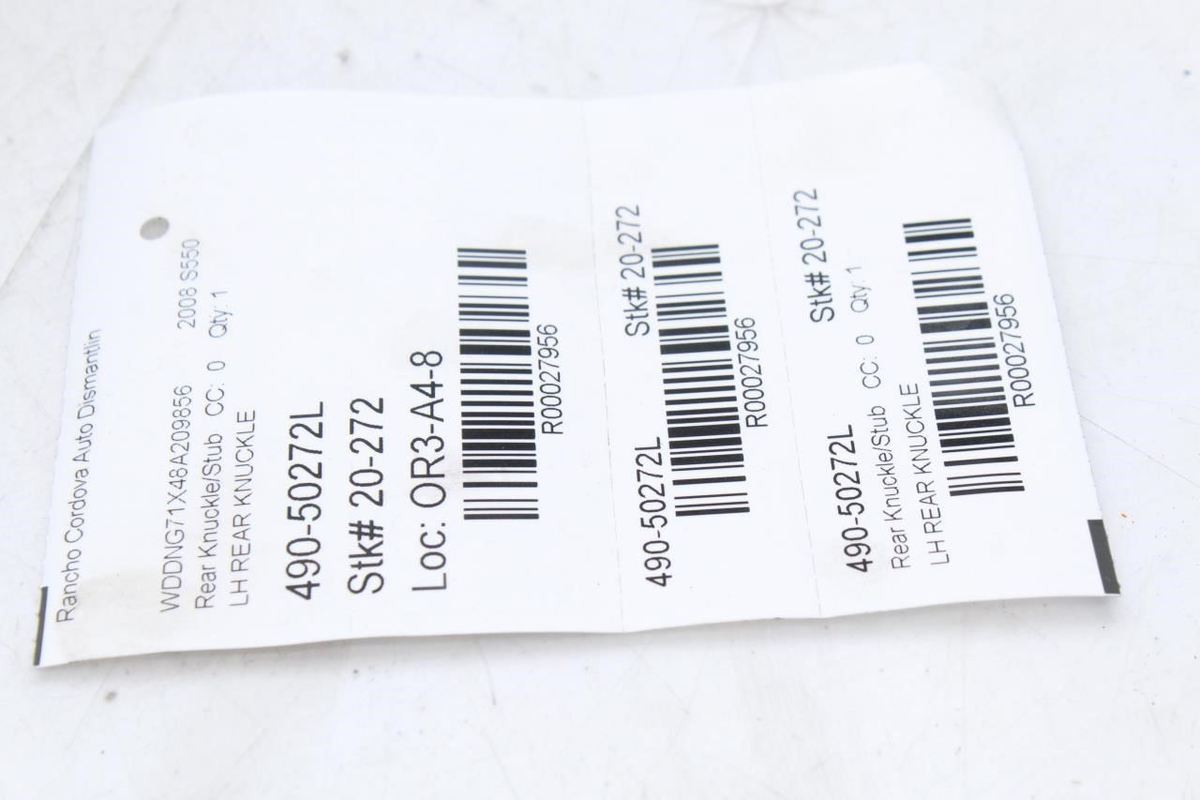 Rancho Cordova Auto Dismantlin
WDDNG71X48A209856 2008 S550
Rear Knuckle/Stub CC: 0 Qty: 1
LH REAR KNUCKLE
490-50272L
Stk# 20-272
Loc: OR3-A4-8
R00027956
490-50272L Stk# 20-272
R00027956
490-50272L Stk# 20-272
Rear Knuckle/Stub CC: 0 Qty: 1
LH REAR KNUCKLE
R00027956